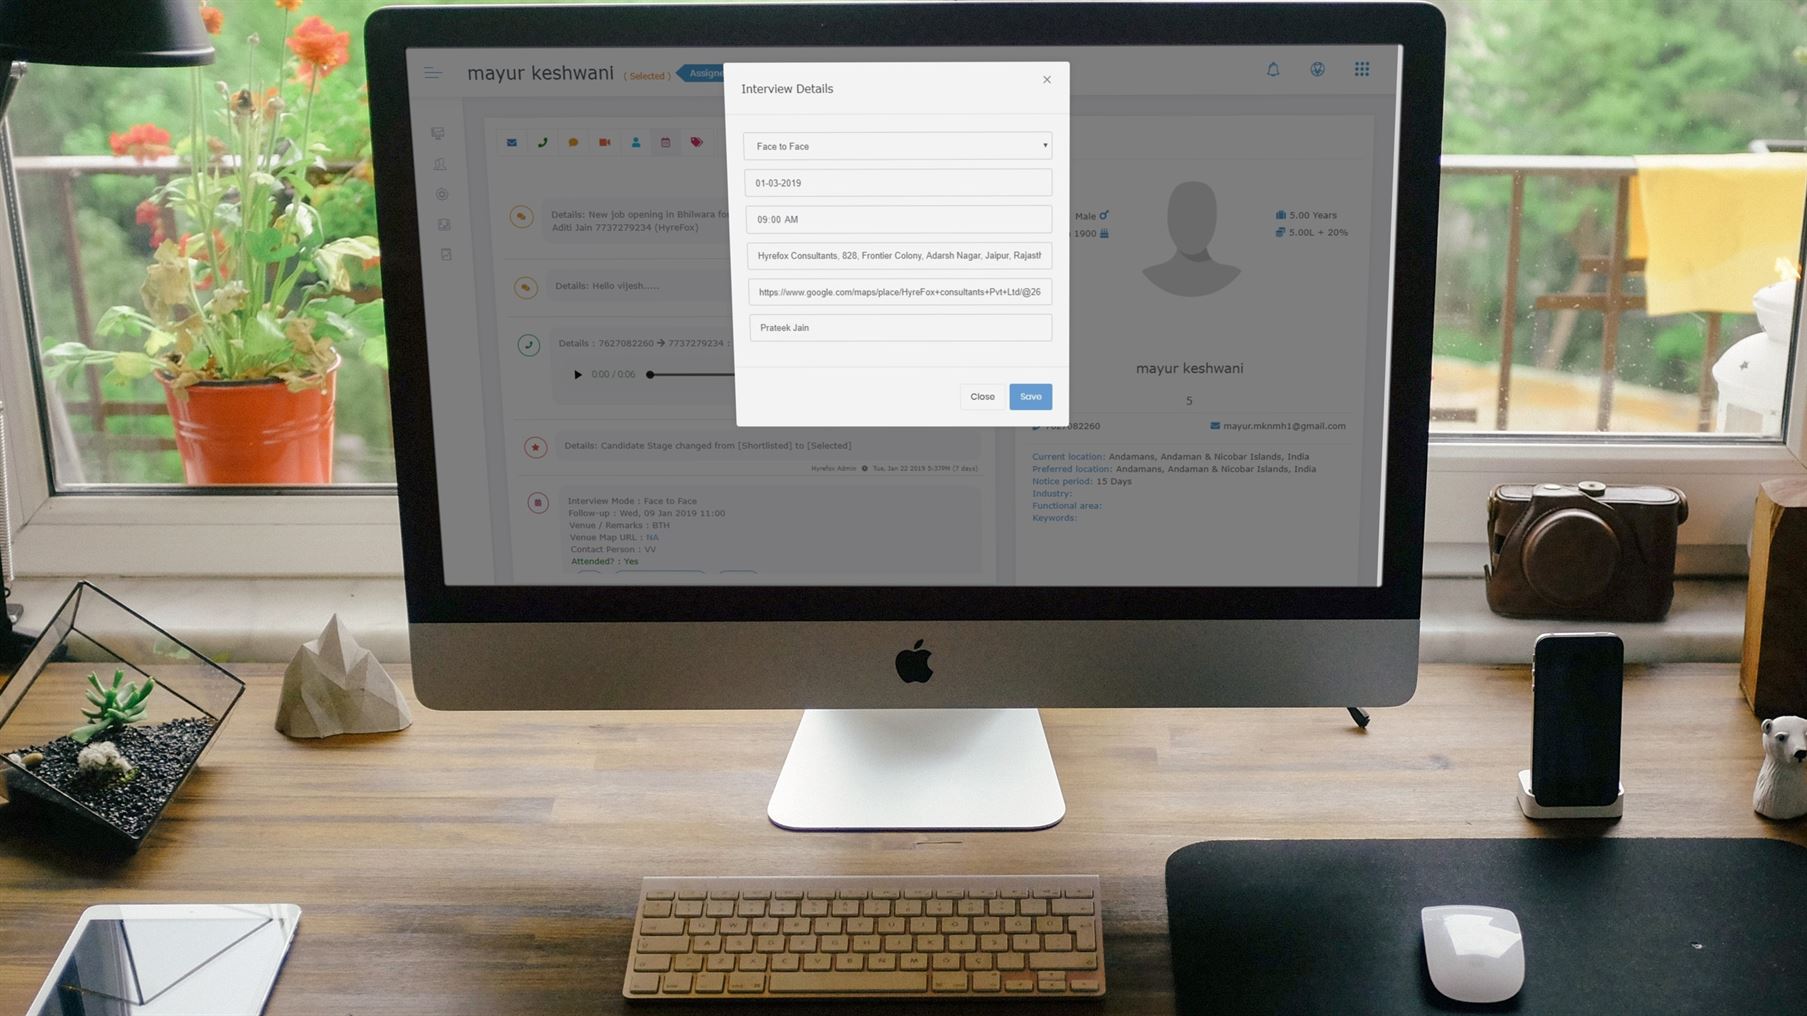 mayur keshwani ( Selected )
Interview Details
×
Face to Face
01-03-2019
09:00 AM
Hyrefox Consultants, 828, Frontier Colony, Adarsh Nagar, Jaipur, Rajasth
https://www.google.com/maps/place/HyreFox+consultants+Pvt+Ltd/@26
Prateek Jain
Close Save
Details: New job opening in Bhilwara for
Aditi Jain 7737279234 (HyreFox)
Details: Hello vijesh.....
Details : 7627082260 → 7737279234 :
0:00 / 0:06
Details: Candidate Stage changed from [Shortlisted] to [Selected]
Hyrefox Admin Tue, Jan 22 2019 5:37PM (7 days)
Interview Mode : Face to Face
Follow-up : Wed, 09 Jan 2019 11:00
Venue / Remarks : BTH
Venue Map URL : NA
Contact Person : VV
Attended? : Yes
Male
1900
5.00 Years
5.00L + 20%
mayur keshwani
5
7627082260
mayur.mknmh1@gmail.com
Current location: Andamans, Andaman & Nicobar Islands, India
Preferred location: Andamans, Andaman & Nicobar Islands, India
Notice period: 15 Days
Industry:
Functional area:
Keywords: